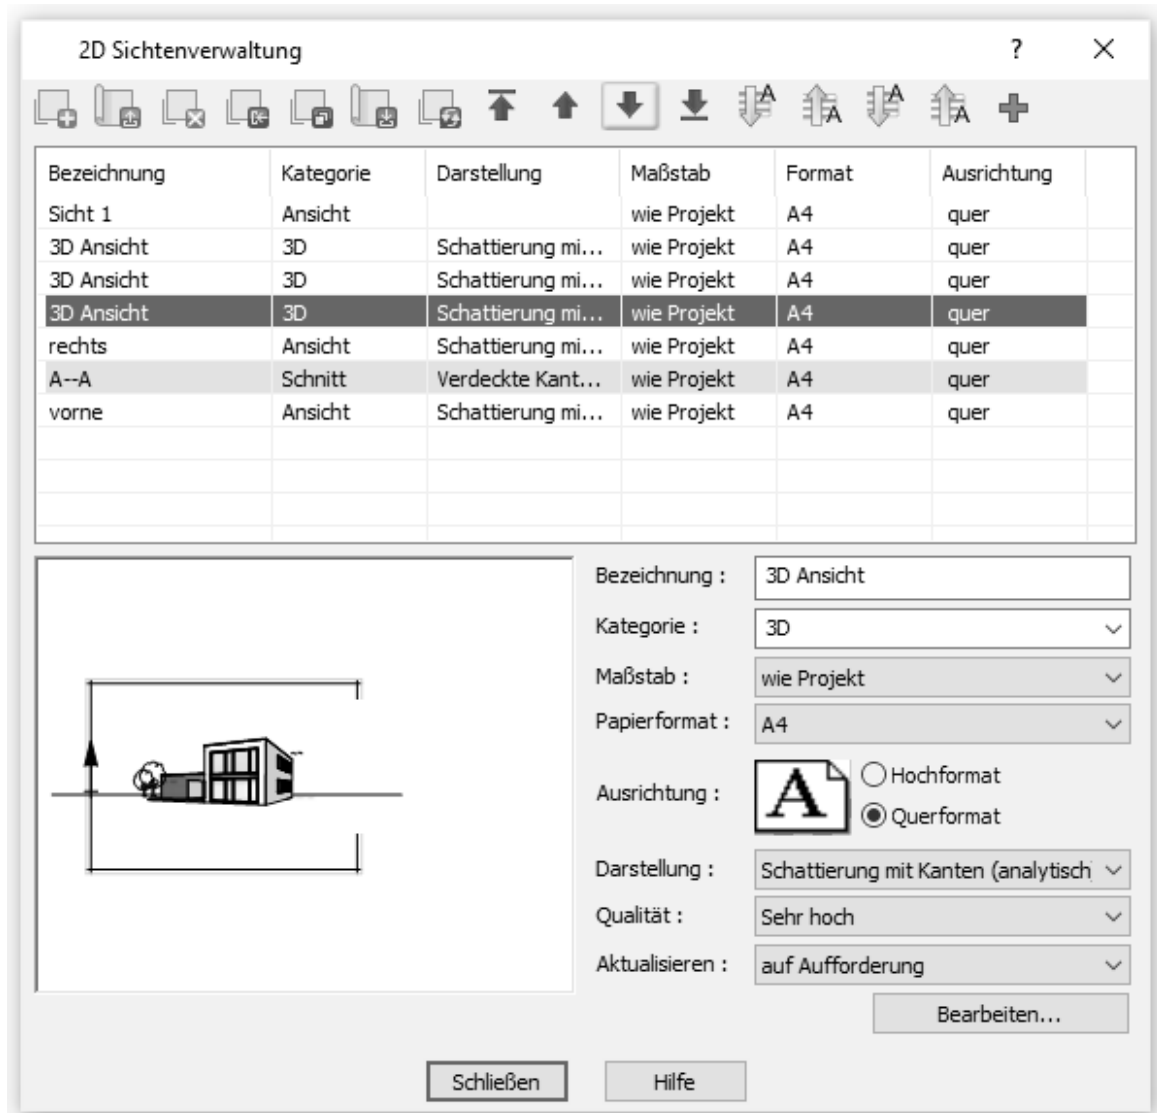 2D Sichtenverwaltung ?
Bezeichnung Kategorie Darstellung Maßstab Format Ausrichtung
Sicht 1 Ansicht wie Projekt A4 quer
3D Ansicht 3D Schattierung mi... wie Projekt A4 quer
3D Ansicht 3D Schattierung mi... wie Projekt A4 quer
3D Ansicht 3D Schattierung mi... wie Projekt A4 quer
rechts Ansicht Schattierung mi... wie Projekt A4 quer
A--A Schnitt Verdeckte Kant... wie Projekt A4 quer
vorne Ansicht Schattierung mi... wie Projekt A4 quer
Bezeichnung : 3D Ansicht
Kategorie : 3D
Maßstab : wie Projekt
Papierformat : A4
Ausrichtung : A Hochformat
Querformat
Darstellung : Schattierung mit Kanten (analytisch)
Qualität : Sehr hoch
Aktualisieren : auf Aufforderung
Bearbeiten...
Schließen Hilfe